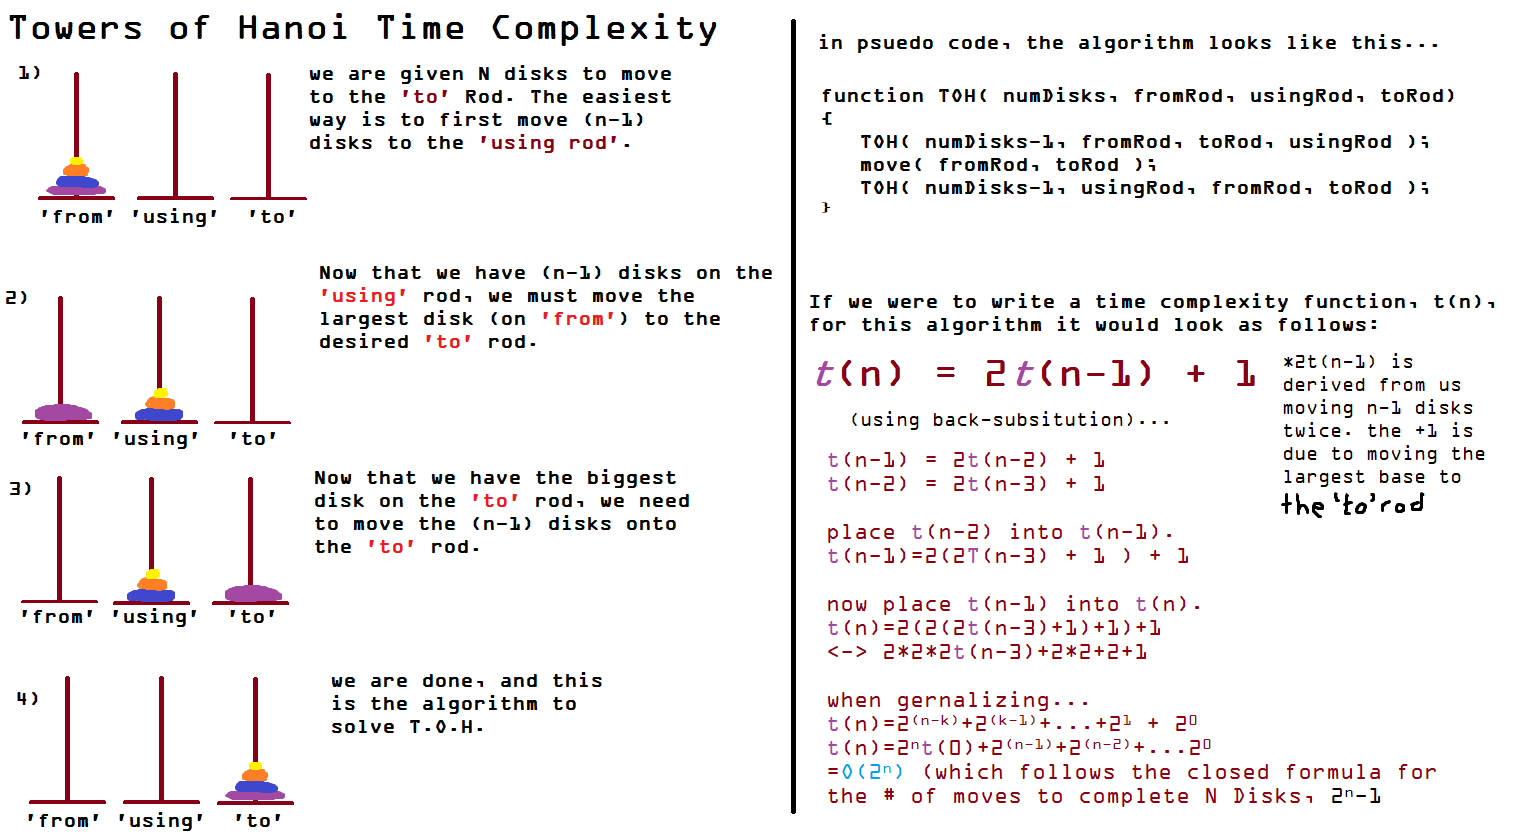 Towers of Hanoi Time Complexity
1)
we are given N disks to move
to the 'to' Rod. The easiest
way is to first move (n-1)
disks to the 'using rod'.
'from' 'using' 'to'
2)
Now that we have (n-1) disks on the
'using' rod, we must move the
largest disk (on 'from') to the
desired 'to' rod.
'from' 'using' 'to'
3)
Now that we have the biggest
disk on the 'to' rod, we need
to move the (n-1) disks onto
the 'to' rod.
'from' 'using' 'to'
4)
we are done, and this
is the algorithm to
solve T.O.H.
'from' 'using' 'to'
in psuedo code, the algorithm looks like this...
function TOH( numDisks, fromRod, usingRod, toRod)
{
TOH( numDisks-1, fromRod, toRod, usingRod );
move( fromRod, toRod );
TOH( numDisks-1, usingRod, fromRod, toRod );
}
If we were to write a time complexity function, t(n),
for this algorithm it would look as follows:
t(n) = 2t(n-1) + 1
*2t(n-1) is
derived from us
moving n-1 disks
twice. the +1 is
due to moving the
largest base to
the 'to' rod
(using back-subsitution)...
t(n-1) = 2t(n-2) + 1
t(n-2) = 2t(n-3) + 1
place t(n-2) into t(n-1).
t(n-1)=2(2T(n-3) + 1 ) + 1
now place t(n-1) into t(n).
t(n)=2(2(2t(n-3)+1)+1)+1
<-> 2*2*2t(n-3)+2*2+2+1
when gernalizing...
t(n)=2⁽ⁿ⁻ᵏ⁾+2⁽ᵏ⁻¹⁾+...+2¹ + 2⁰
t(n)=2ⁿt(0)+2⁽ⁿ⁻¹⁾+2⁽ⁿ⁻²⁾+...2⁰
=O(2ⁿ) (which follows the closed formula for
the # of moves to complete N Disks, 2ⁿ-1